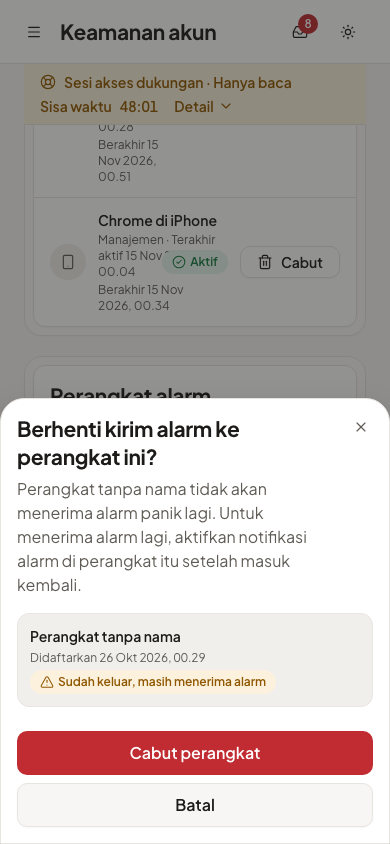 Keamanan akun
8
Sesi akses dukungan · Hanya baca
Sisa waktu 48:01 Detail
00.28
Berakhir 15
Nov 2026,
00.51
Chrome di iPhone
Manajemen · Terakhir
aktif 15 Nov
00.04
Aktif
Cabut
Berakhir 15 Nov
2026, 00.34
Perangkat alarm
Berhenti kirim alarm ke
perangkat ini?
Perangkat tanpa nama tidak akan
menerima alarm panik lagi. Untuk
menerima alarm lagi, aktifkan notifikasi
alarm di perangkat itu setelah masuk
kembali.
Perangkat tanpa nama
Didaftarkan 26 Okt 2026, 00.29
Sudah keluar, masih menerima alarm
Cabut perangkat
Batal